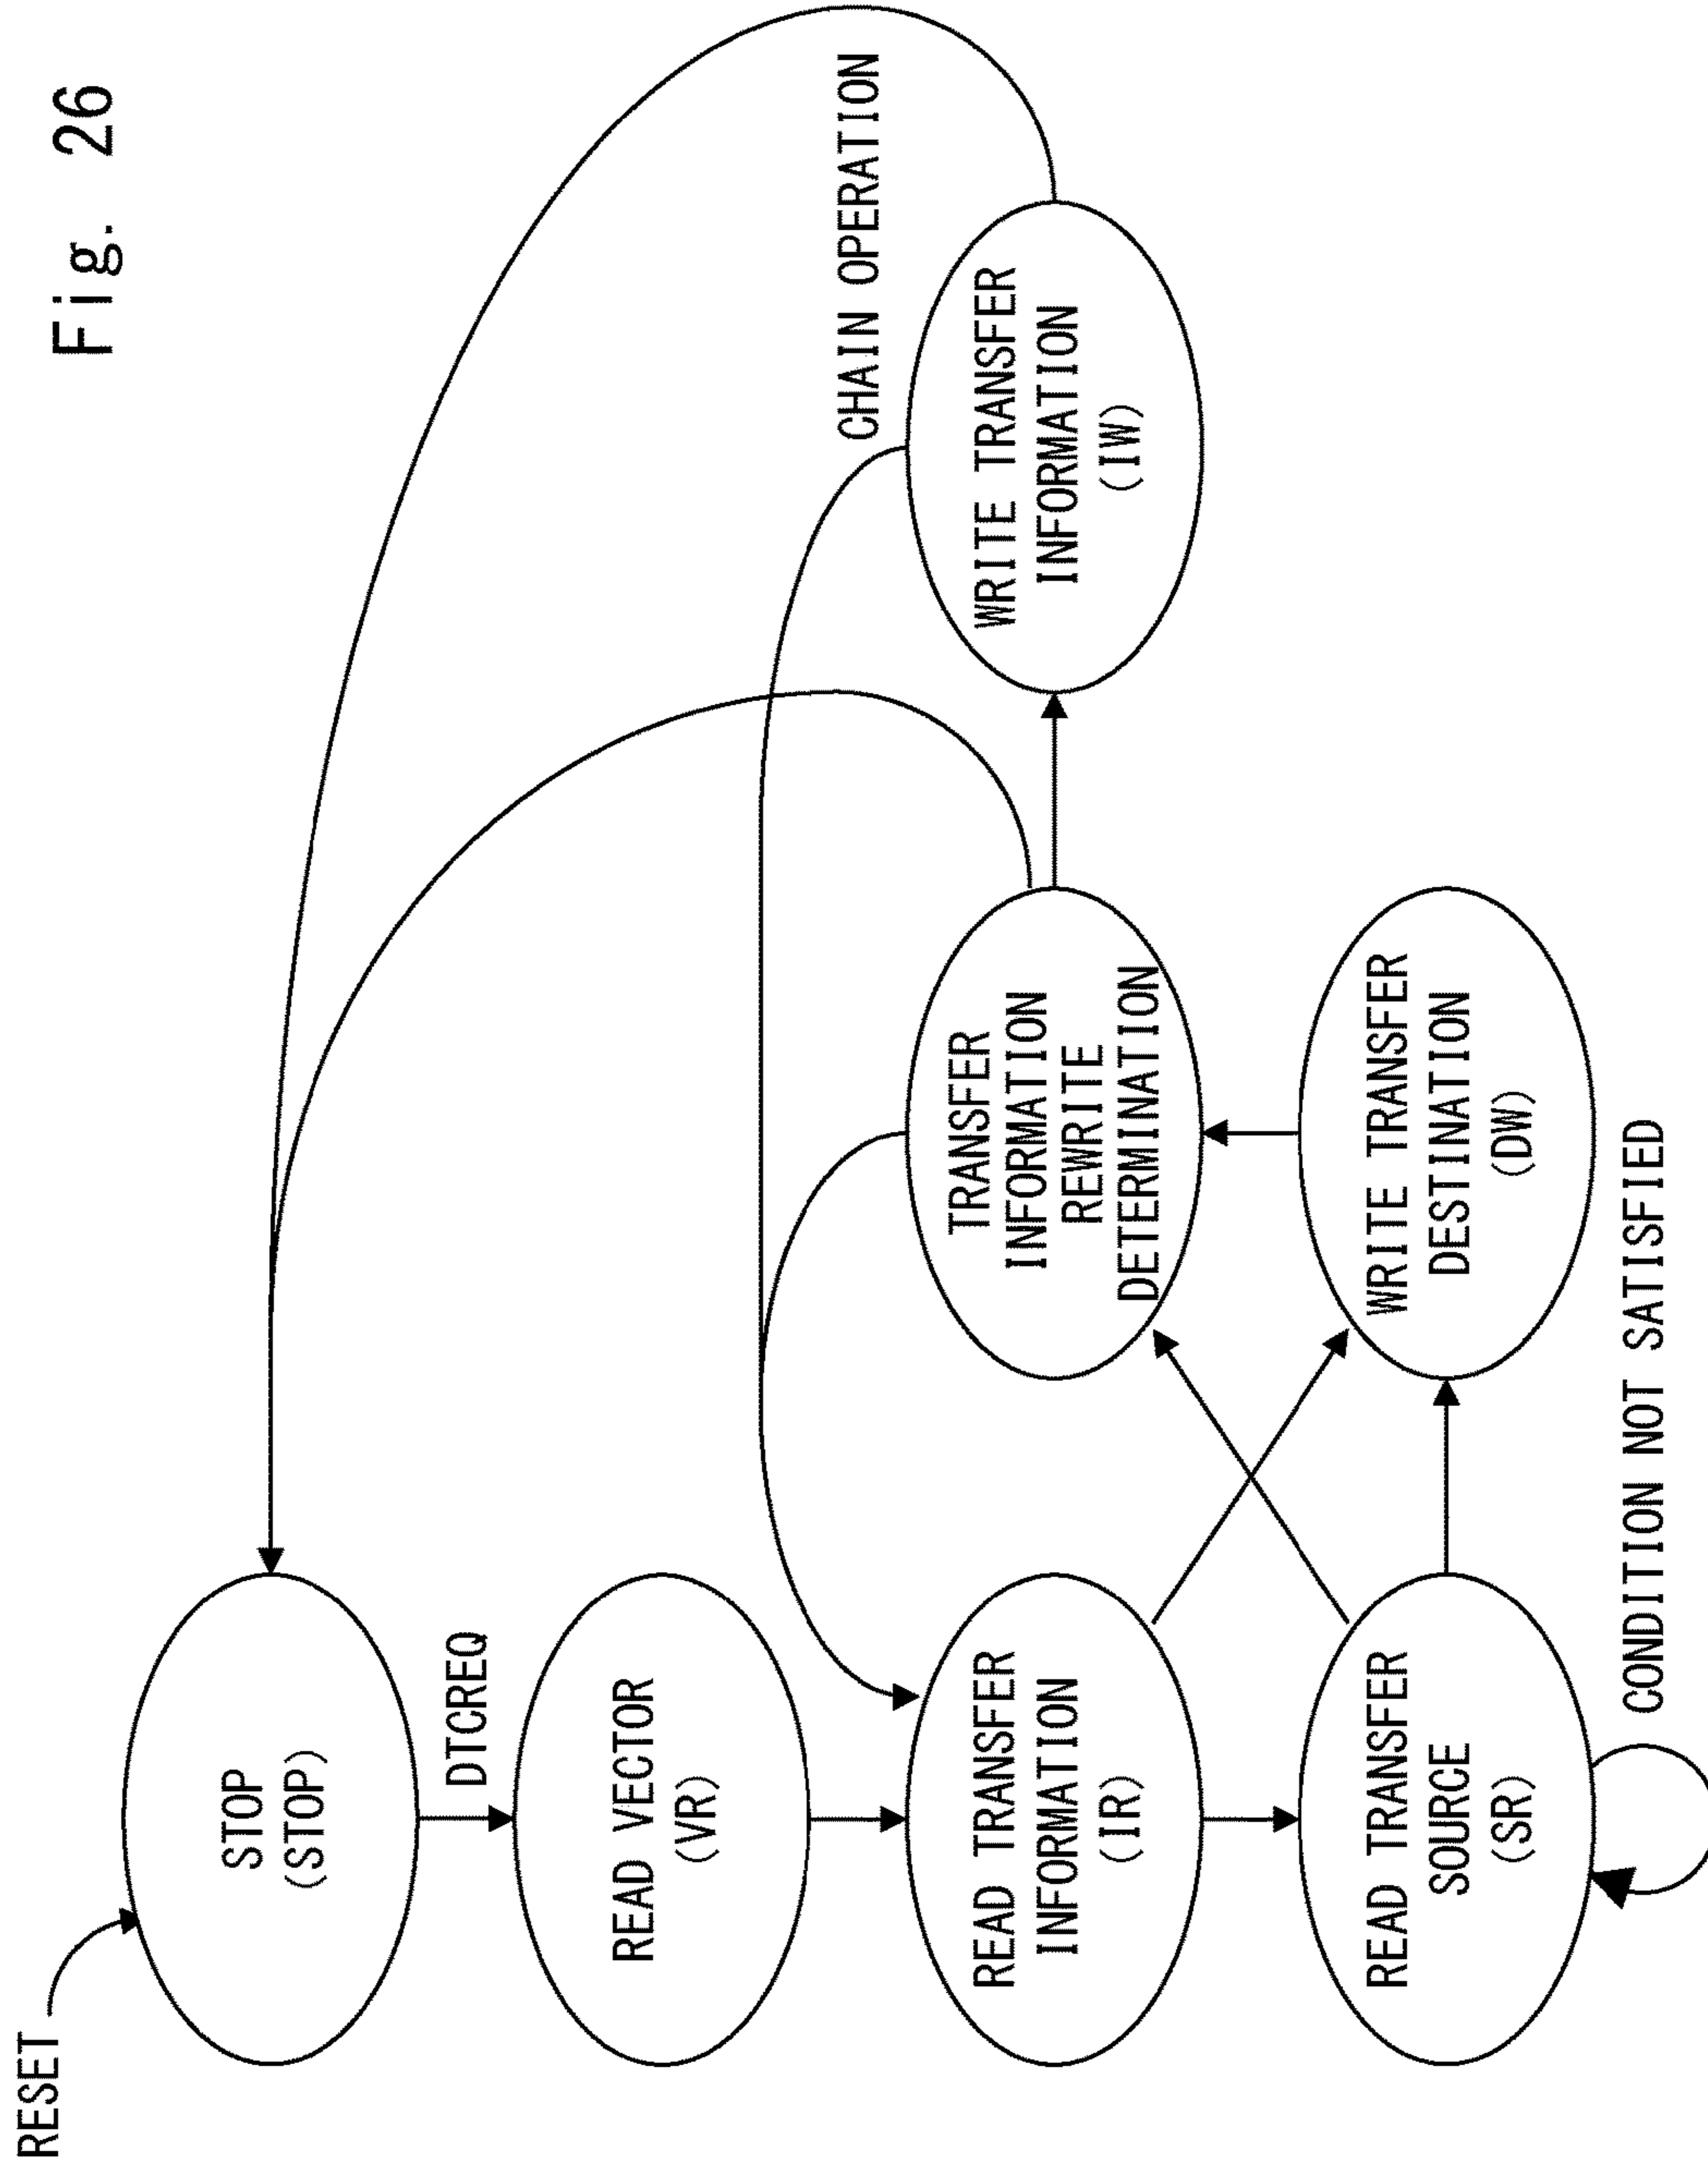 Fig. 26
RESET
STOP
(STOP)
DTCREQ
READ VECTOR
(VR)
CHAIN OPERATION
READ TRANSFER
INFORMATION
(IR)
TRANSFER
INFORMATION
REWRITE
DETERMINATION
WRITE TRANSFER
INFORMATION
(IW)
READ TRANSFER
SOURCE
(SR)
WRITE TRANSFER
DESTINATION
(DW)
CONDITION NOT SATISFIED